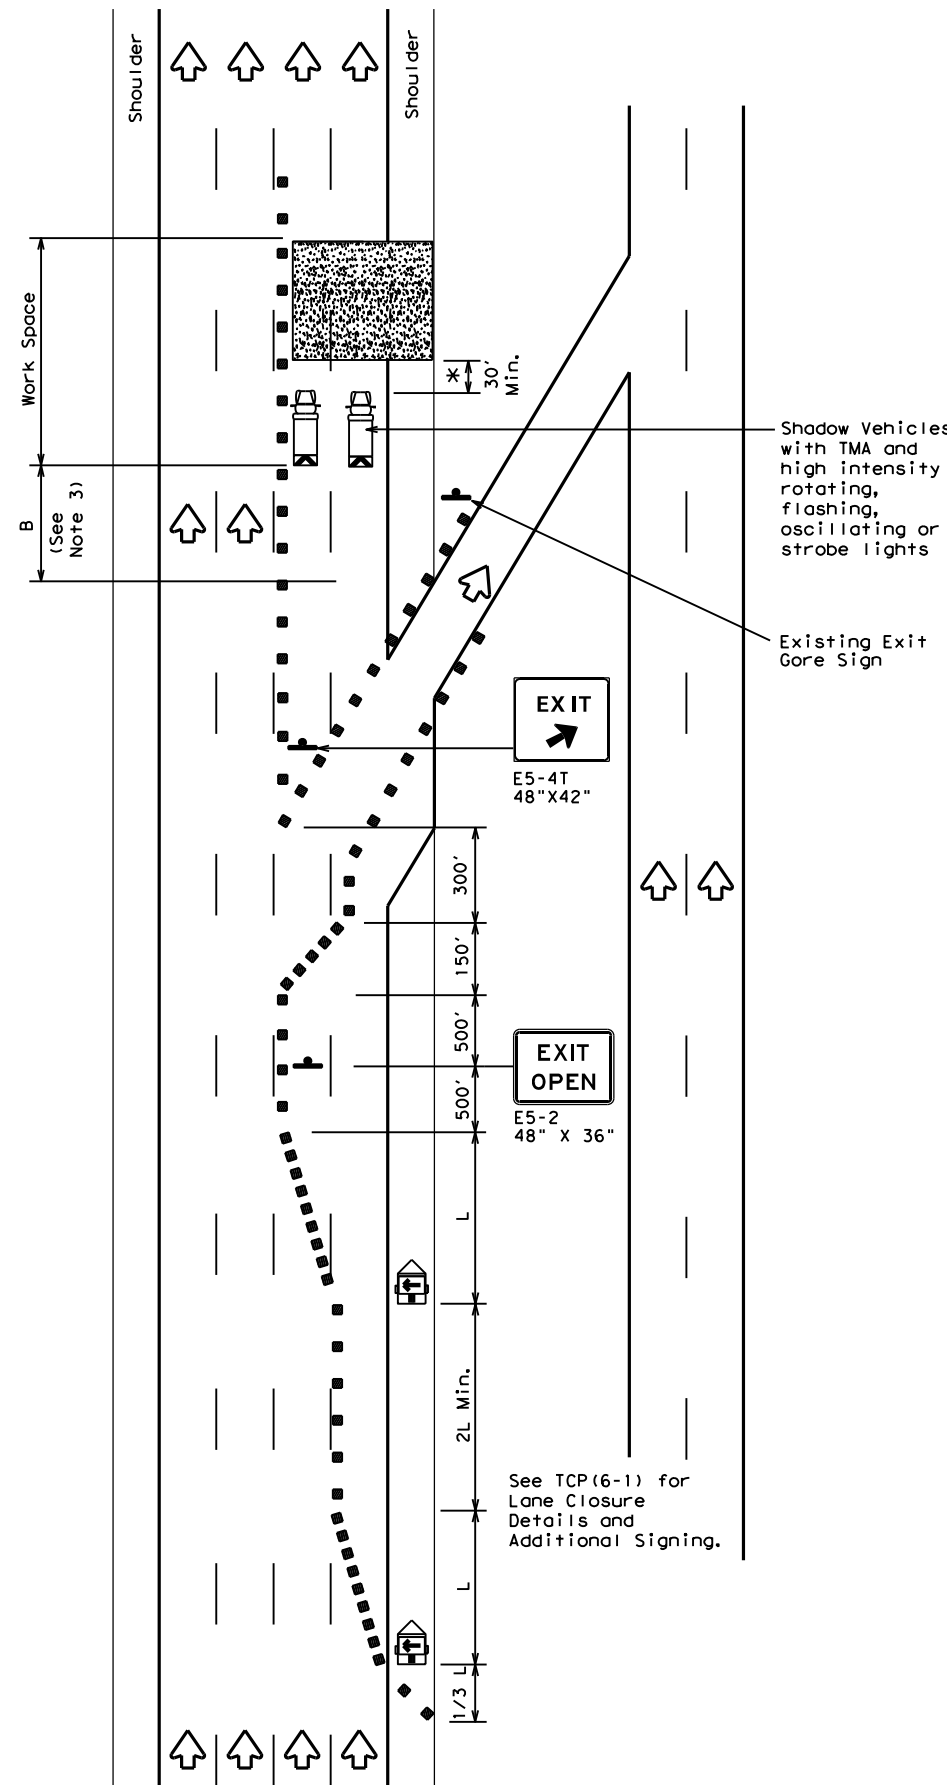 Shoulder
Shoulder
Work Space
*
30'
Min.
Shadow Vehicles
with TMA and
high intensity
rotating,
flashing,
oscillating or
strobe lights
B
(See
Note 3)
Existing Exit
Gore Sign
EXIT
E5-4T
48"X42"
300'
150'
500'
EXIT
OPEN
500'
E5-2
48" X 36"
L
2L Min.
See TCP(6-1) for
Lane Closure
Details and
Additional Signing.
L
1/3 L